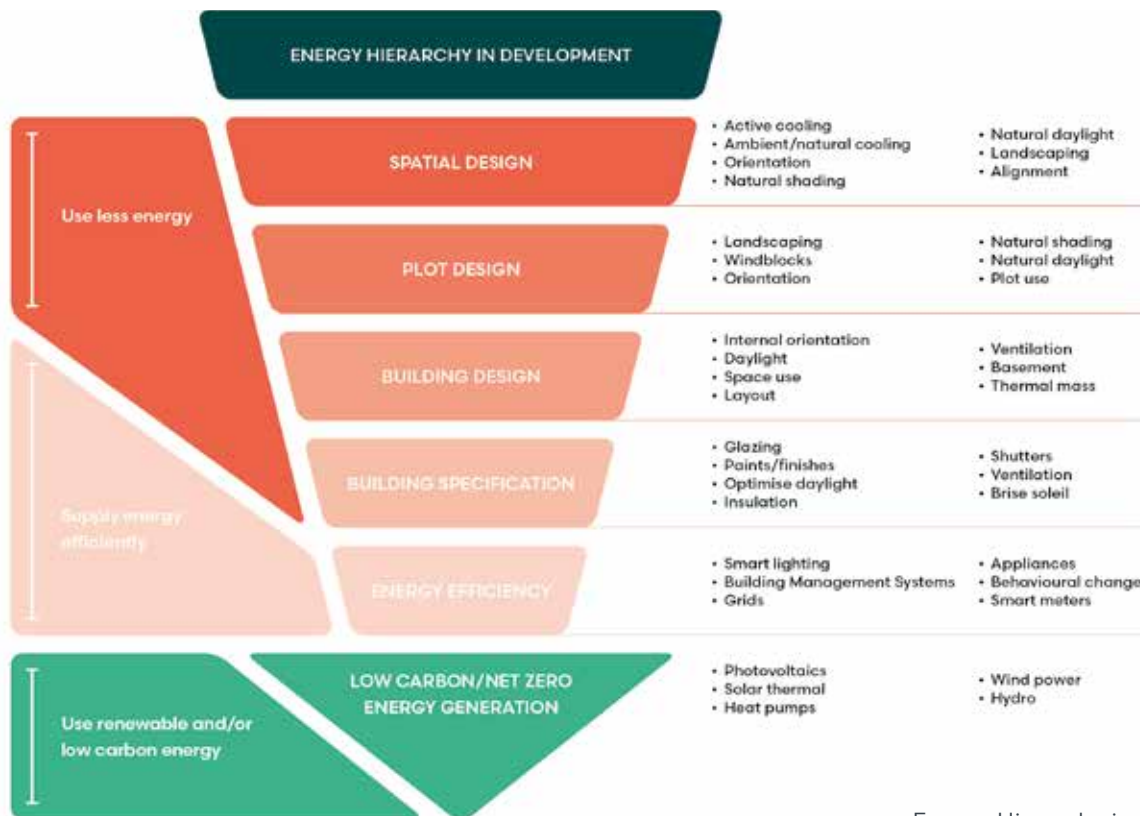 ENERGY HIERARCHY IN DEVELOPMENT
Use less energy
SPATIAL DESIGN
• Active cooling
• Ambient/natural cooling
• Orientation
• Natural shading
• Natural daylight
• Landscaping
• Alignment
PLOT DESIGN
• Landscaping
• Windblocks
• Orientation
• Natural shading
• Natural daylight
• Plot use
BUILDING DESIGN
• Internal orientation
• Daylight
• Space use
• Layout
• Ventilation
• Basement
• Thermal mass
Supply energy
efficiently
BUILDING SPECIFICATION
• Glazing
• Paints/finishes
• Optimise daylight
• Insulation
• Shutters
• Ventilation
• Brise soleil
ENERGY EFFICIENCY
• Smart lighting
• Building Management Systems
• Grids
• Appliances
• Behavioural change
• Smart meters
Use renewable and/or
low carbon energy
LOW CARBON/NET ZERO
ENERGY GENERATION
• Photovoltaics
• Solar thermal
• Heat pumps
• Wind power
• Hydro